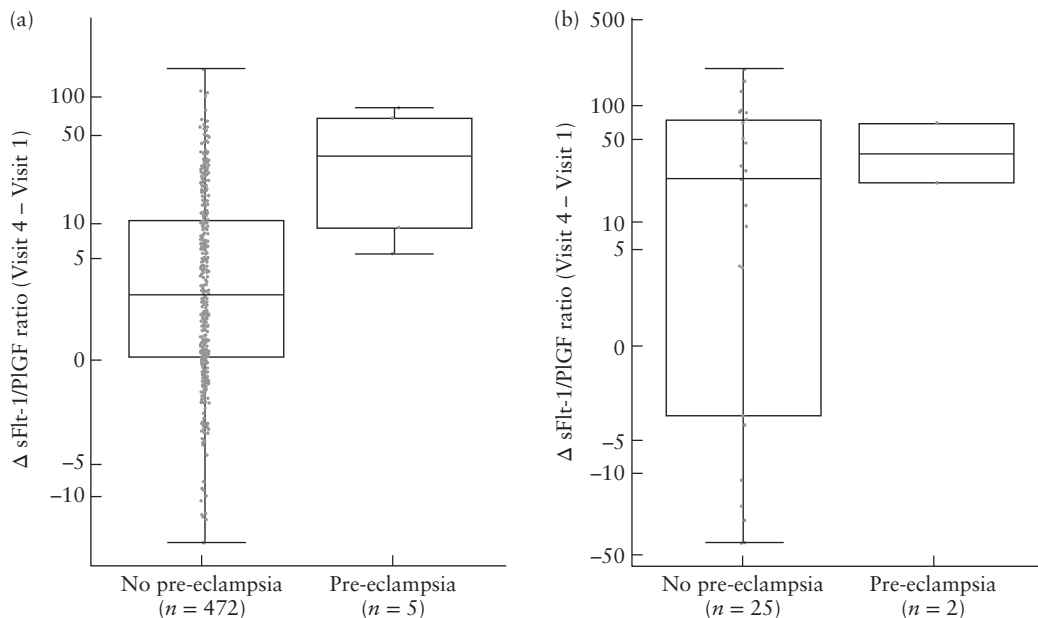 (a)
Δ sFlt-1/PlGF ratio (Visit 4 – Visit 1)
100
50
10
5
0
–5
–10
No pre-eclampsia
(n = 472)
Pre-eclampsia
(n = 5)
(b)
Δ sFlt-1/PlGF ratio (Visit 4 – Visit 1)
500
100
50
10
5
0
–5
–10
–50
No pre-eclampsia
(n = 25)
Pre-eclampsia
(n = 2)